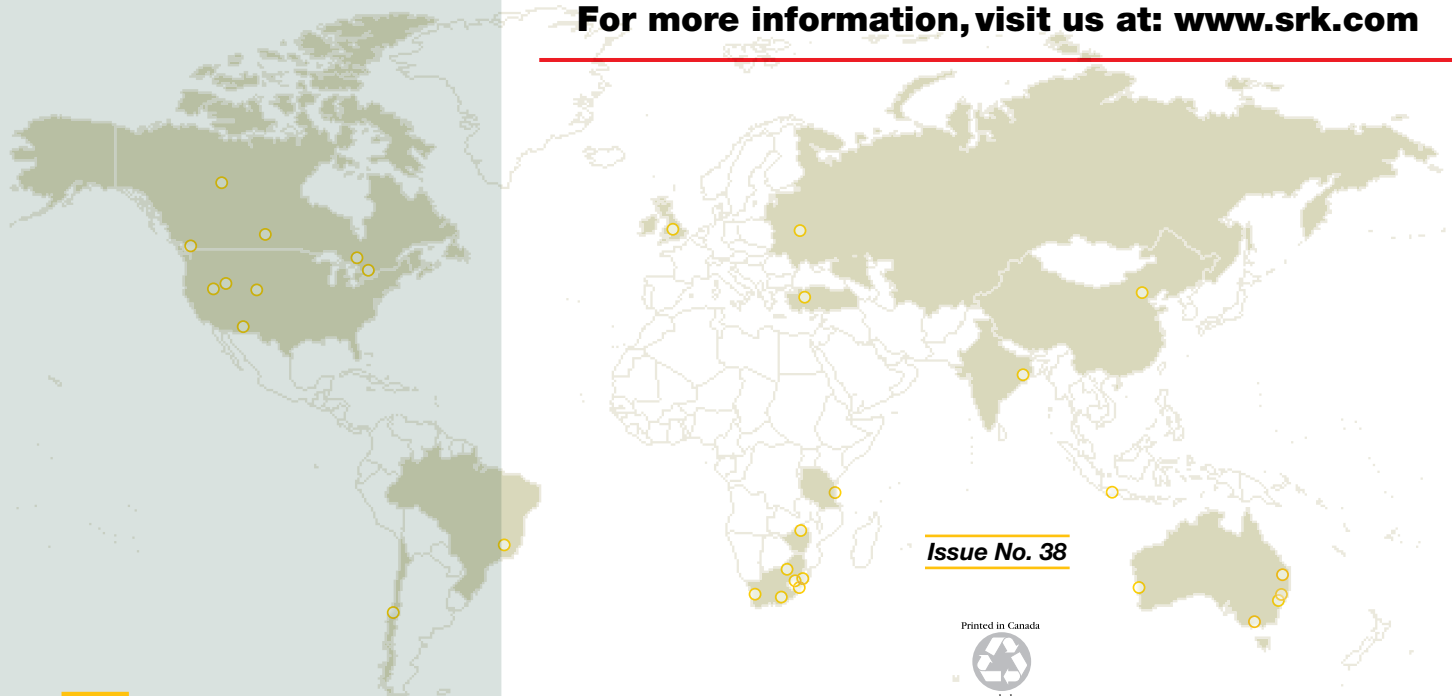 For more information, visit us at: www.srk.com
Issue No. 38
Printed in Canada